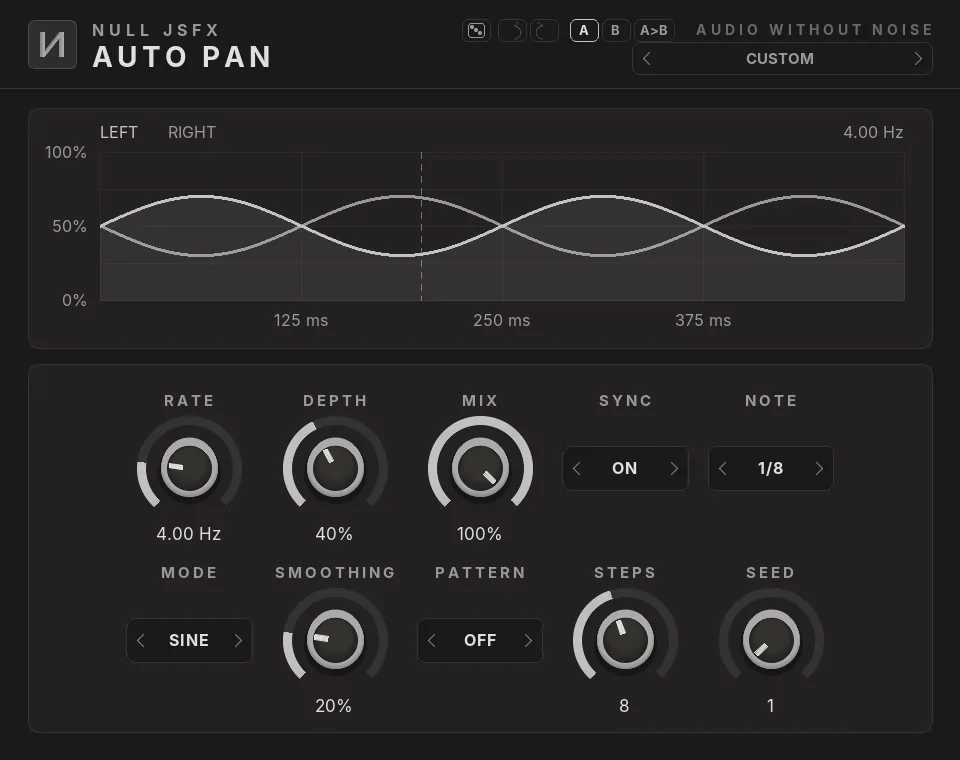 NULL JSFX
AUTO PAN
A B A>B AUDIO WITHOUT NOISE
CUSTOM
LEFT RIGHT 4.00 Hz
100%
50%
0%
125 ms 250 ms 375 ms
RATE DEPTH MIX SYNC NOTE
ON 1/8
4.00 Hz 40% 100%
MODE SMOOTHING PATTERN STEPS SEED
SINE OFF
20% 8 1